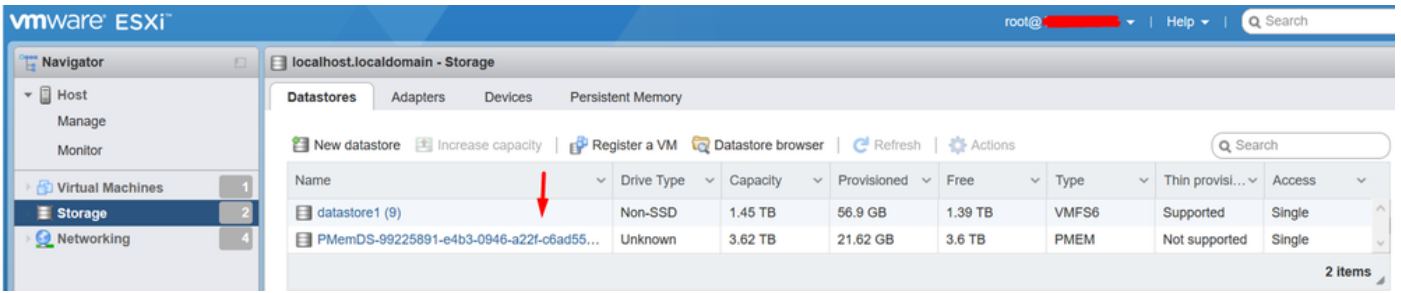 vmware ESXi™
root@
Help
Search
Navigator
Host
Manage
Monitor
Virtual Machines 1
Storage 2
Networking 4
localhost.localdomain - Storage
Datastores Adapters Devices Persistent Memory
New datastore Increase capacity Register a VM Datastore browser Refresh Actions Search
Name Drive Type Capacity Provisioned Free Type Thin provisi... Access
datastore1 (9) Non-SSD 1.45 TB 56.9 GB 1.39 TB VMFS6 Supported Single
PMemDS-99225891-e4b3-0946-a22f-c6ad55... Unknown 3.62 TB 21.62 GB 3.6 TB PMEM Not supported Single
2 items